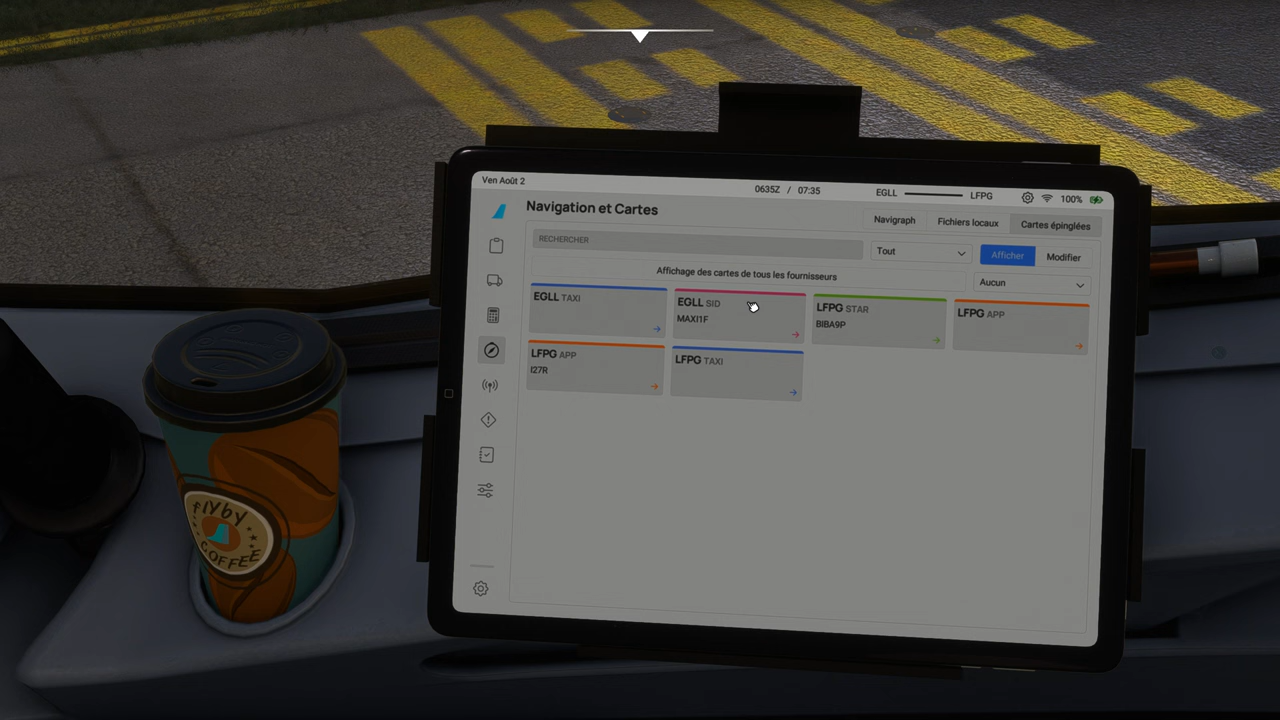 Ven Août 2
0635Z / 07:35
EGLL LFPG
100%
Navigation et Cartes
Navigraph
Fichiers locaux
Cartes épinglées
RECHERCHER
Tout
Afficher
Modifier
Affichage des cartes de tous les fournisseurs
Aucun
EGLL TAXI
EGLL SID
MAXI1F
LFPG STAR
BIBA9P
LFPG APP
LFPG APP
I27R
LFPG TAXI
flyby
COFFEE